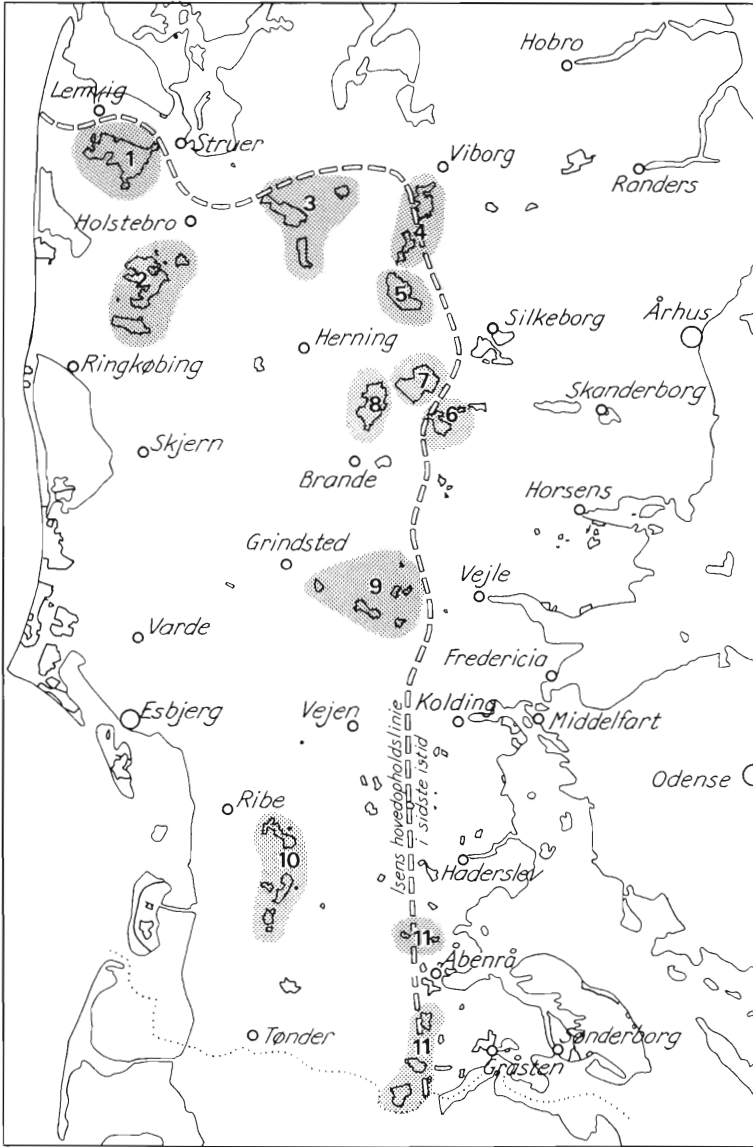 Hobro
Lemvig
Struer
Viborg
Randers
1
3
Holstebro
4
2
5
Silkeborg
Århus
Herning
Ringkøbing
7
8
6
Skanderborg
Skjern
Brande
Horsens
Grindsted
9
Vejle
Varde
Fredericia
Esbjerg
Vejen
Kolding
Middelfart
Isens hovedopholdslinie
i sidste istid
Odense
Ribe
10
Haderslev
11
Åbenrå
Tønder
11
Sønderborg
Gråsten